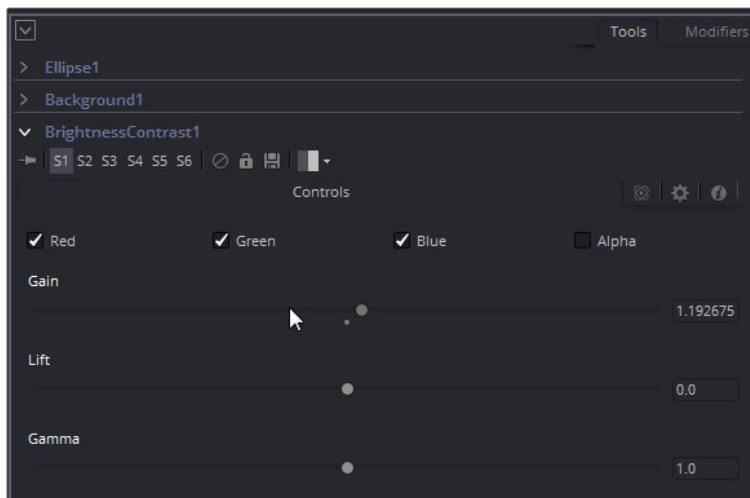 Tools Modifiers
Ellipse1
Background1
BrightnessContrast1
S1 S2 S3 S4 S5 S6
Controls
Red Green Blue Alpha
Gain
1.192675
Lift
0.0
Gamma
1.0